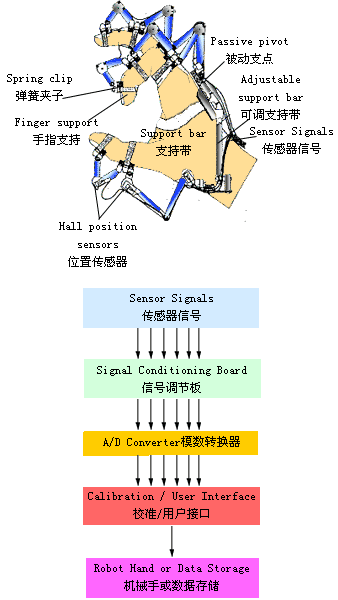 Passive pivot
被动支点
Spring clip
弹簧夹子
Adjustable
support bar
可调支持带
Finger support
手指支持
Support bar
支持带
Sensor Signals
传感器信号
Hall position
sensors
位置传感器
Sensor Signals
传感器信号
Signal Conditioning Board
信号调节板
A/D Converter模数转换器
Calibration / User Interface
校准/用户接口
Robot Hand or Data Storage
机械手或数据存储